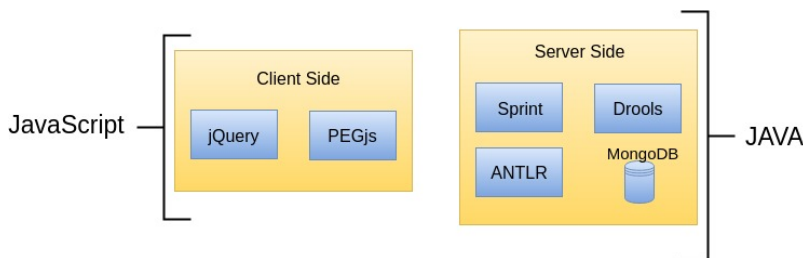 JavaScript
Client Side
jQuery
PEGjs
Server Side
Sprint
Drools
ANTLR
MongoDB
JAVA